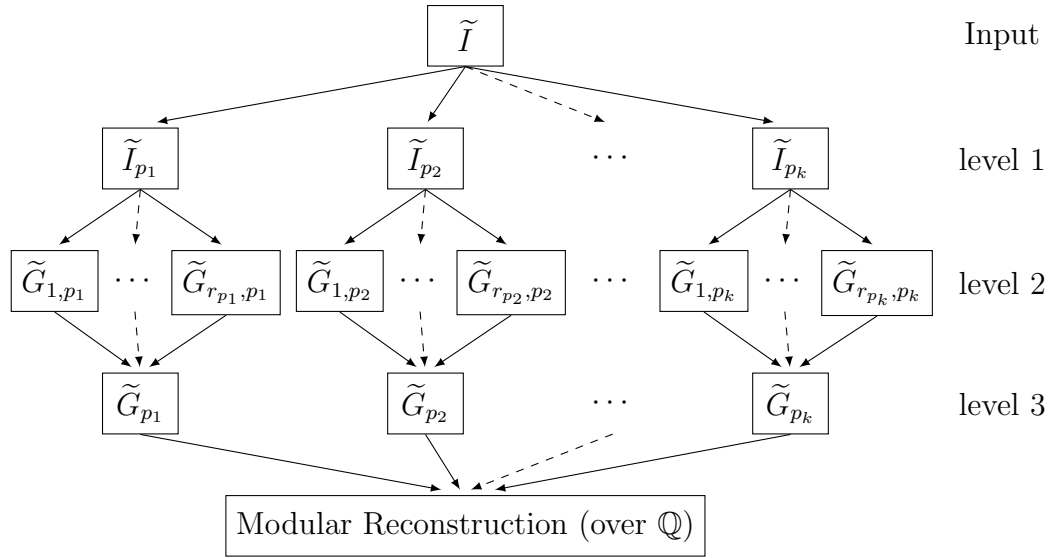 Ĩ Input
Ĩ_{p_1} Ĩ_{p_2} ⋯ Ĩ_{p_k} level 1
G̃_{1,p_1} ⋯ G̃_{r_{p_1},p_1} G̃_{1,p_2} ⋯ G̃_{r_{p_2},p_2} ⋯ G̃_{1,p_k} ⋯ G̃_{r_{p_k},p_k} level 2
G̃_{p_1} G̃_{p_2} ⋯ G̃_{p_k} level 3
Modular Reconstruction (over ℚ)